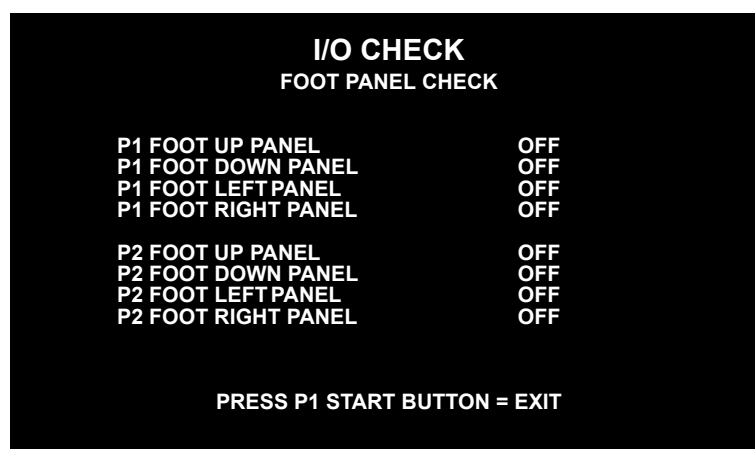 I/O CHECK
FOOT PANEL CHECK
P1 FOOT UP PANEL OFF
P1 FOOT DOWN PANEL OFF
P1 FOOT LEFT PANEL OFF
P1 FOOT RIGHT PANEL OFF
P2 FOOT UP PANEL OFF
P2 FOOT DOWN PANEL OFF
P2 FOOT LEFT PANEL OFF
P2 FOOT RIGHT PANEL OFF
PRESS P1 START BUTTON = EXIT